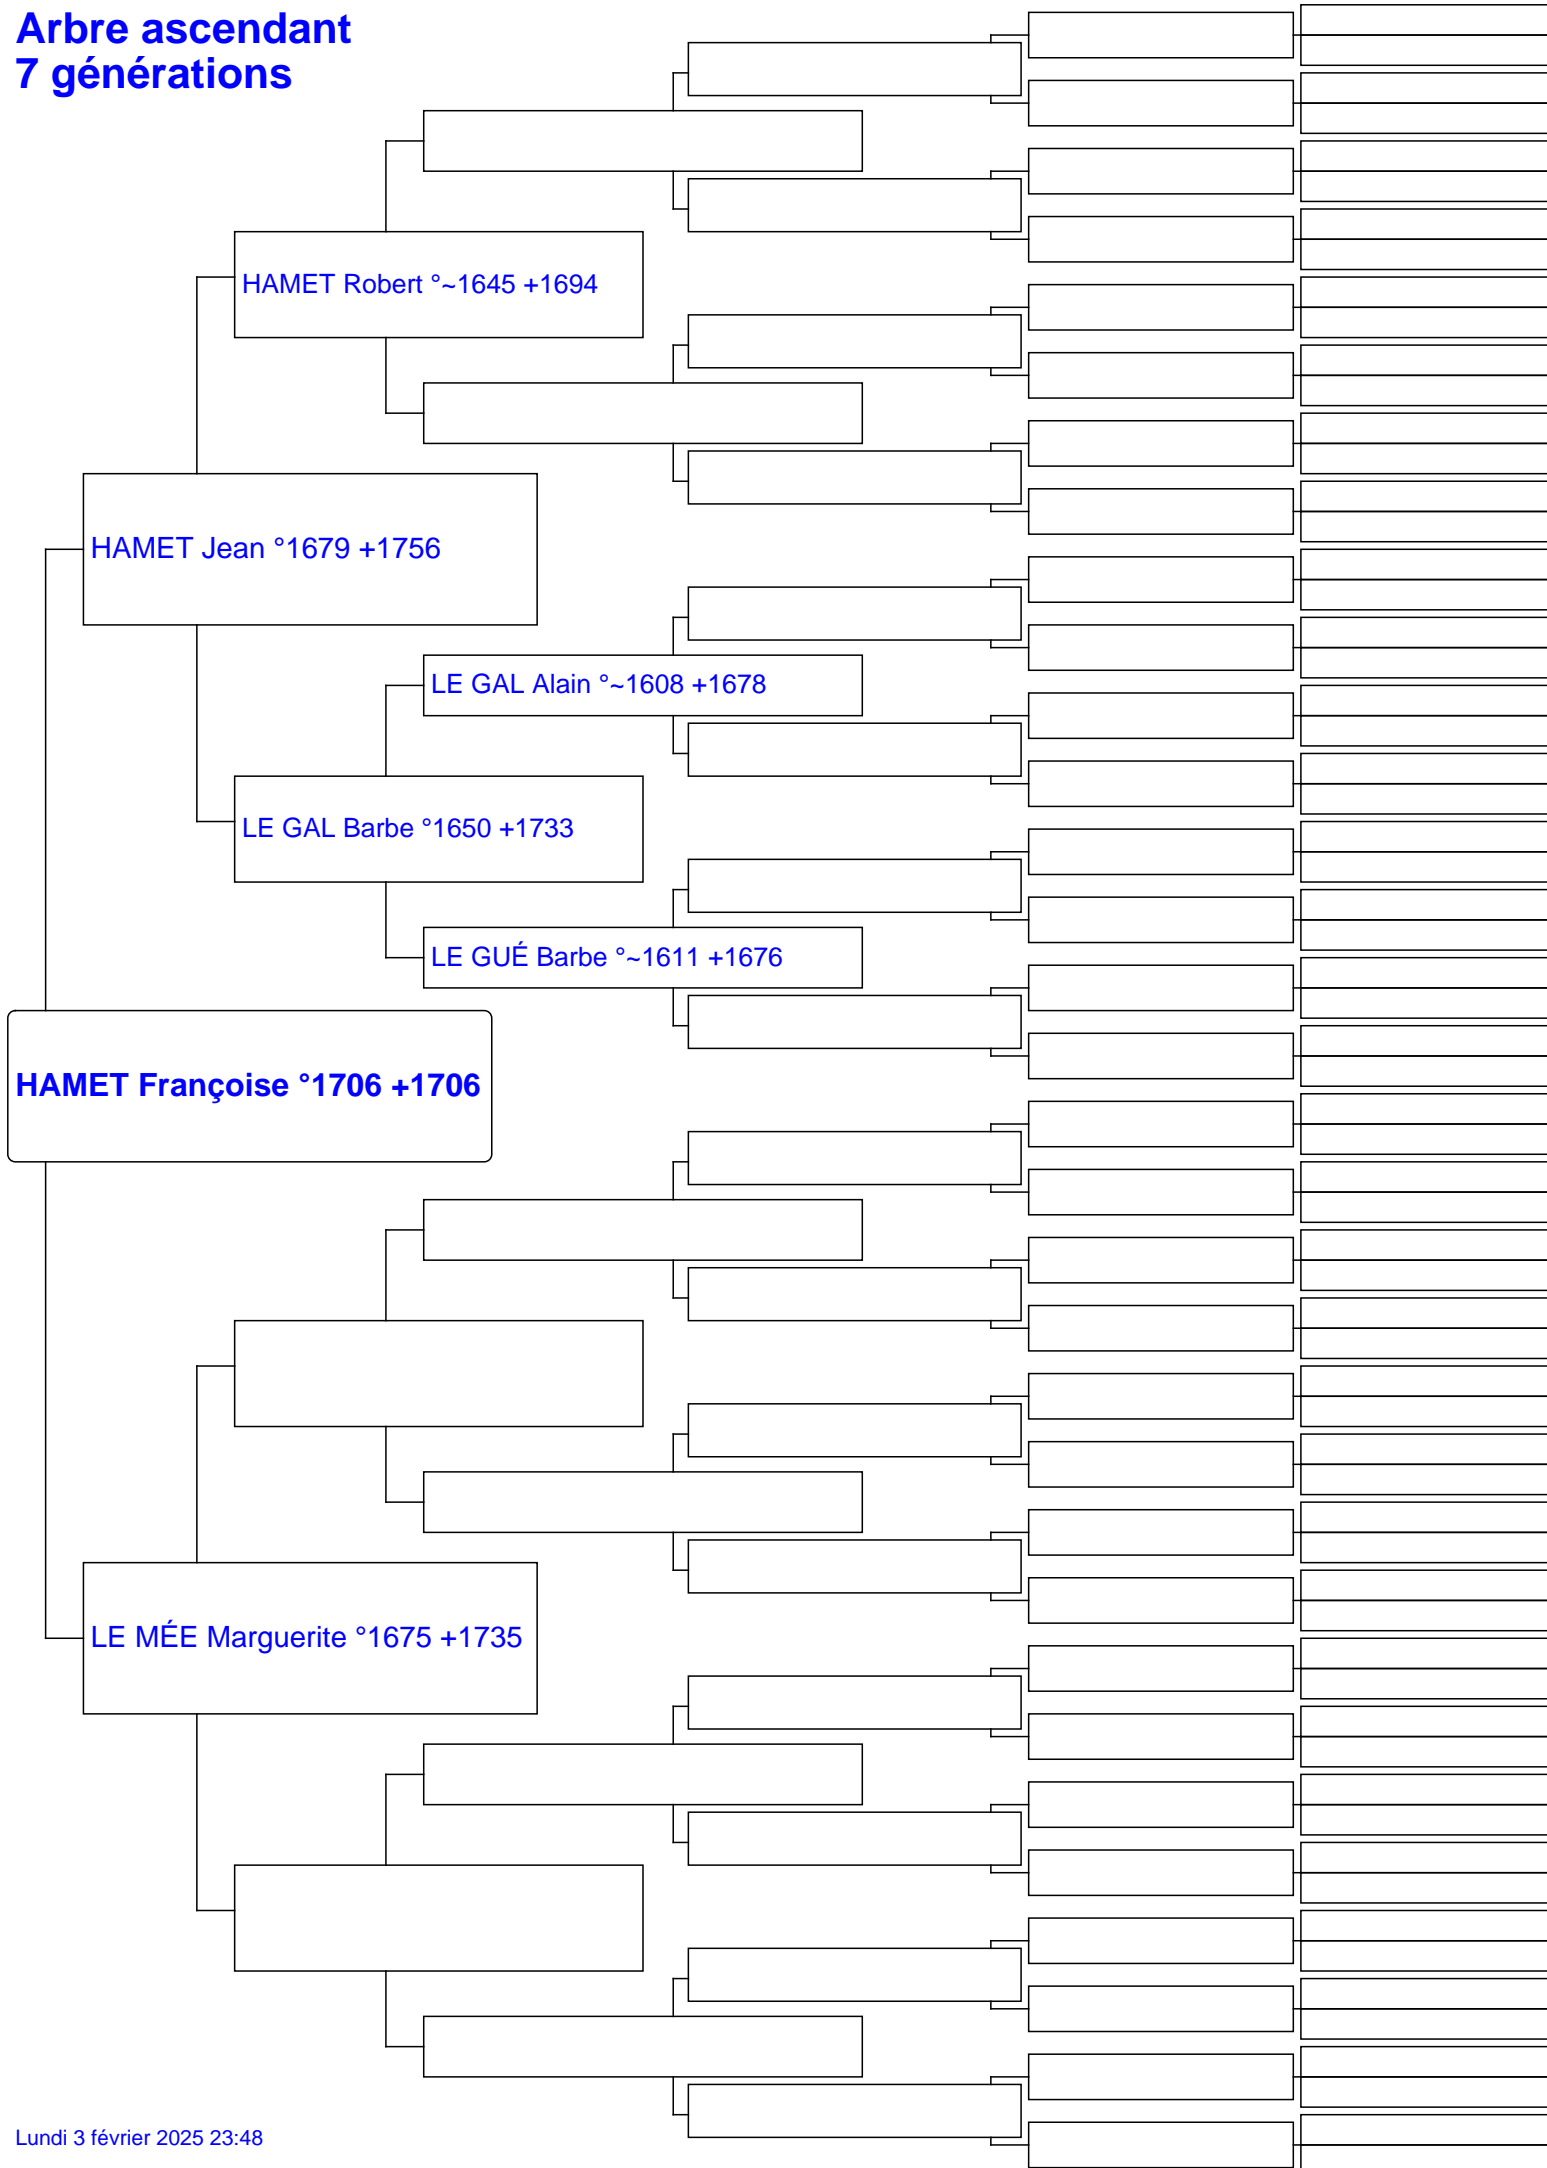 Arbre ascendant
7 générations
HAMET Robert °~1645 +1694
HAMET Jean °1679 +1756
LE GAL Alain °~1608 +1678
LE GAL Barbe °1650 +1733
LE GUÉ Barbe °~1611 +1676
HAMET Françoise °1706 +1706
LE MÉE Marguerite °1675 +1735
Lundi 3 février 2025 23:48